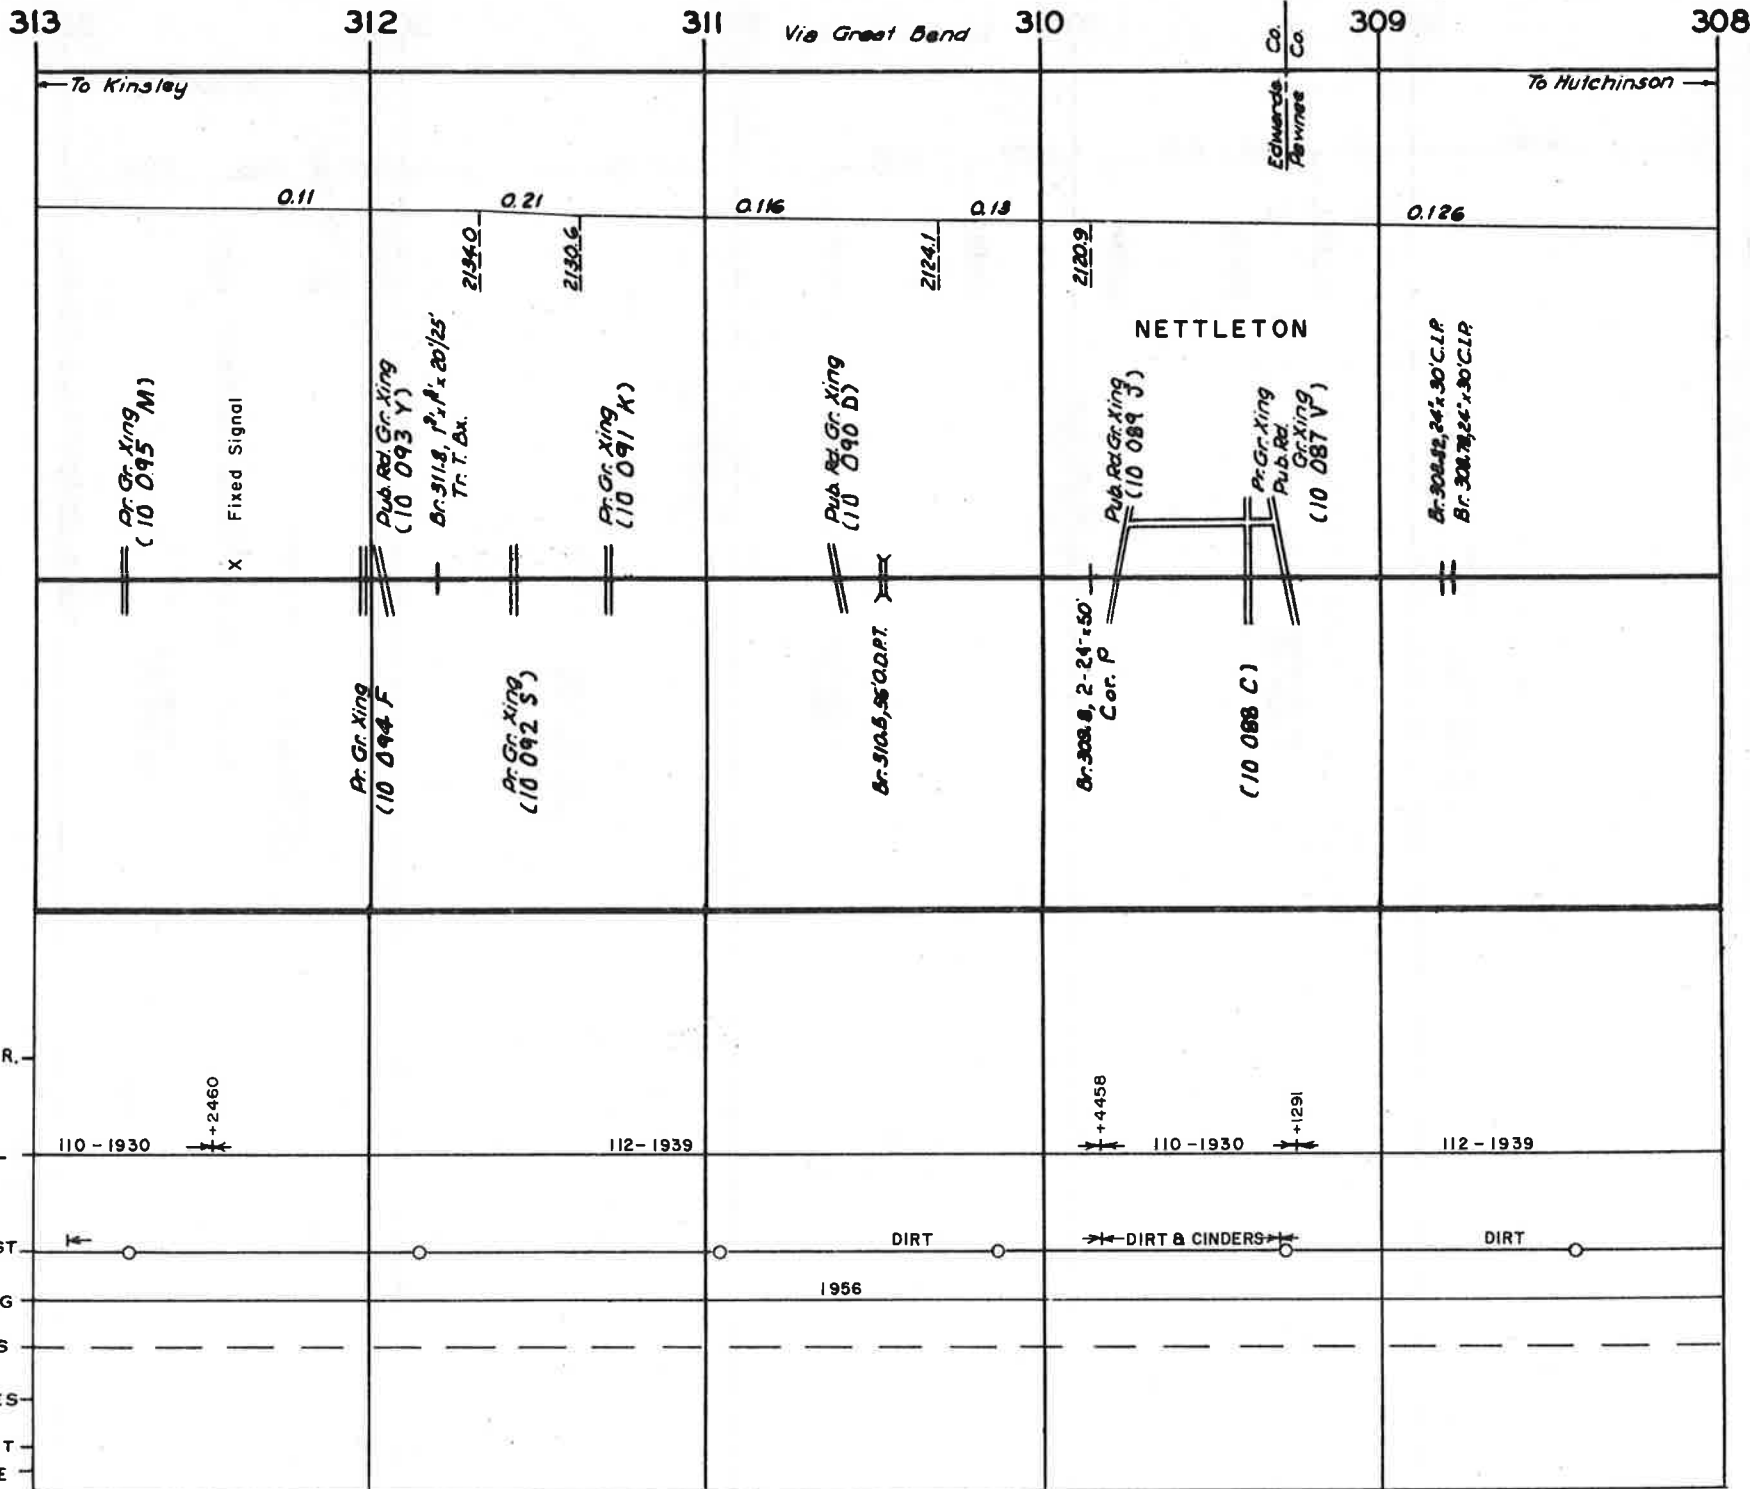 313
312
311
Via Great Bend
310
Edwards Co.
Pawnee Co.
309
308
To Kinsley
To Hutchinson
0.11
0.21
0.116
0.13
0.126
2134.0
2130.6
2124.1
2120.9
NETTLETON
Pr. Gr. Xing
(10 095 M)
Fixed Signal
X
Pub. Rd. Gr. Xing
(10 093 Y)
Br. 311.8,
x 20'/25'
Tr. T. Bx.
Pr. Gr. Xing
(10 091 K)
Pub. Rd. Gr. Xing
(10 090 D)
Pub. Rd. Gr. Xing
(10 089 J)
Pr. Gr. Xing
Pub. Rd.
Gr. Xing
(10 087 V)
Br. 308.82, 24" x 30' C.I.P.
Br. 308.78, 24" x 30' C.I.P.
Pr. Gr. Xing
(10 094 F
Pr. Gr. Xing
(10 092 S)
Br. 310.5, 56' O.D.P.T.
Br. 309.8, 2-24" x 50'
Cor. P
(10 088 C)
R.
110-1930
+2460
112-1939
+4458
110-1930
+1291
112-1939
ST
DIRT
DIRT & CINDERS
DIRT
G
1956
S
ES
T
E